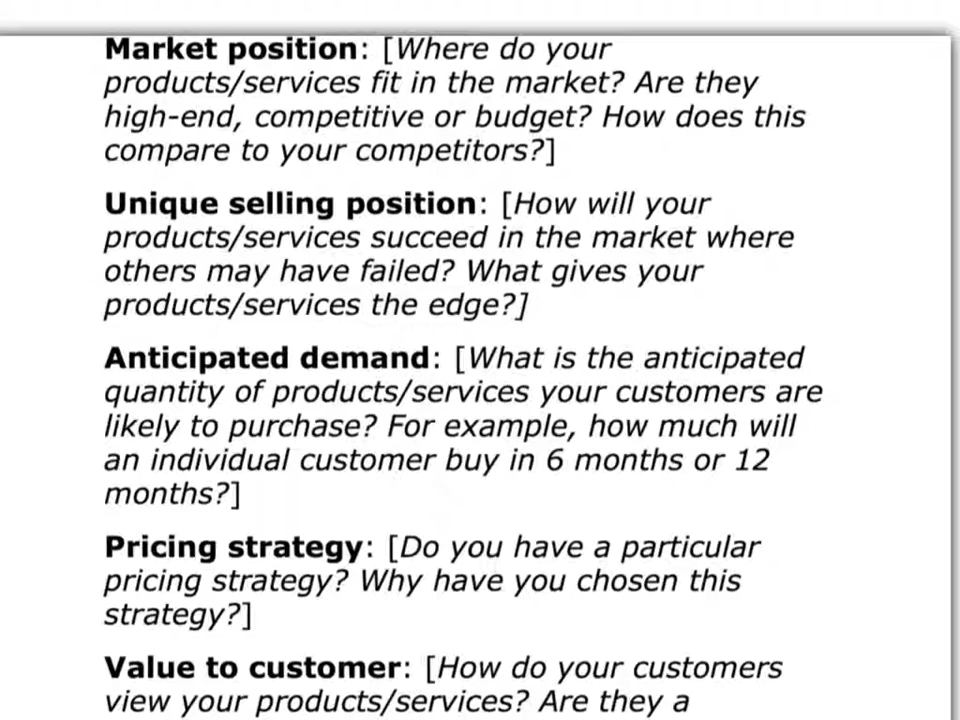 Market position: [Where do your
products/services fit in the market? Are they
high-end, competitive or budget? How does this
compare to your competitors?]
Unique selling position: [How will your
products/services succeed in the market where
others may have failed? What gives your
products/services the edge?]
Anticipated demand: [What is the anticipated
quantity of products/services your customers are
likely to purchase? For example, how much will
an individual customer buy in 6 months or 12
months?]
Pricing strategy: [Do you have a particular
pricing strategy? Why have you chosen this
strategy?]
Value to customer: [How do your customers
view your products/services? Are they a